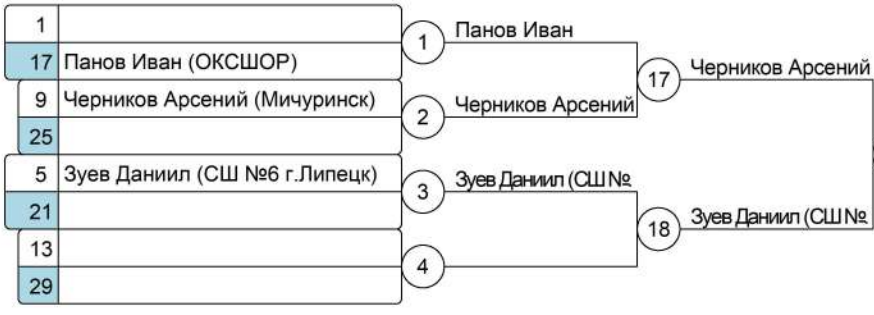 1
17 Панов Иван (ОКСШОР)
9 Черников Арсений (Мичуринск)
25
5 Зуев Даниил (СШ №6 г.Липецк)
21
13
29
1 Панов Иван
2 Черников Арсений
3 Зуев Даниил (СШ №
4
17 Черников Арсений
18 Зуев Даниил (СШ №